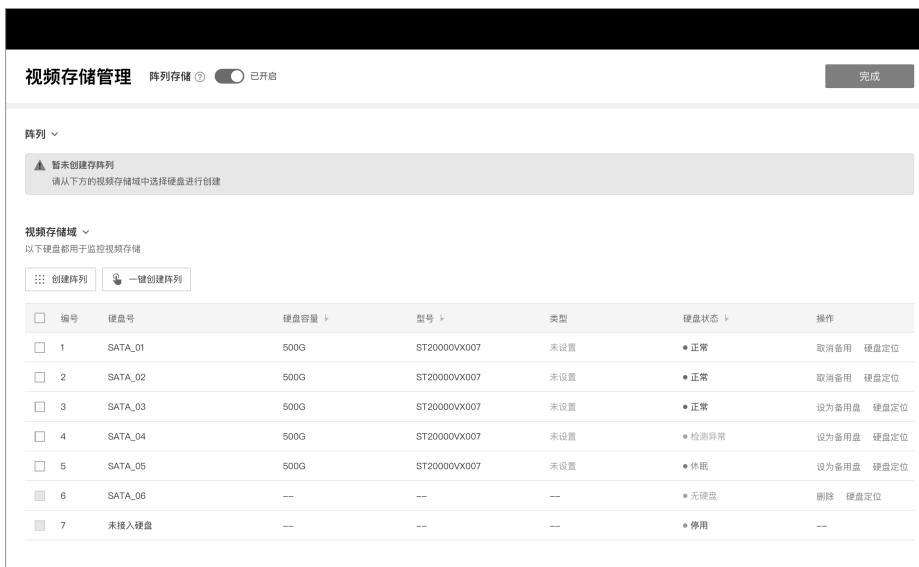 视频存储管理 阵列存储 ? 已开启 完成
阵列
暂未创建存阵列
请从下方的视频存储域中选择硬盘进行创建
视频存储域
以下硬盘都用于监控视频存储
创建阵列 一键创建阵列
编号 硬盘号 硬盘容量 型号 类型 硬盘状态 操作
1 SATA_01 500G ST20000VX007 未设置 正常 取消备用 硬盘定位
2 SATA_02 500G ST20000VX007 未设置 正常 取消备用 硬盘定位
3 SATA_03 500G ST20000VX007 未设置 正常 设为备用盘 硬盘定位
4 SATA_04 500G ST20000VX007 未设置 检测异常 设为备用盘 硬盘定位
5 SATA_05 500G ST20000VX007 未设置 休眠 设为备用盘 硬盘定位
6 SATA_06 -- -- -- 无硬盘 删除 硬盘定位
7 未接入硬盘 -- -- -- 停用 --